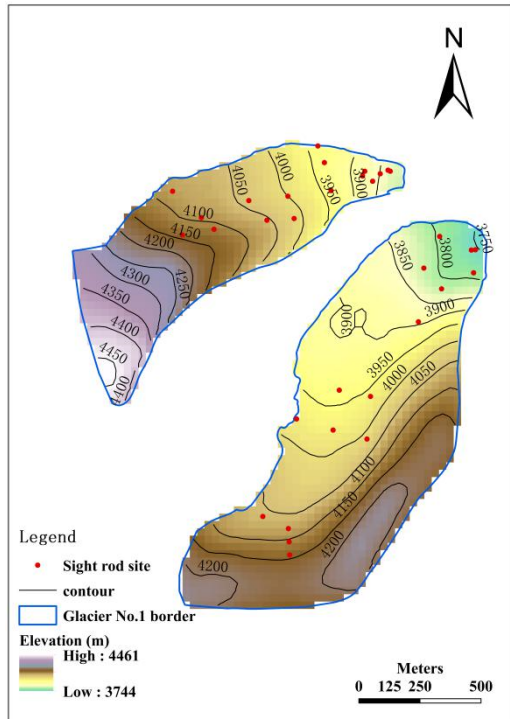 N
4050
4000
3950
3900
4100
4150
4200
4250
4300
4350
4400
4450
4400
3750
3800
3850
3900
3900
3950
4000
4050
4100
4150
4200
4200
Legend
Sight rod site
contour
Glacier No.1 border
Elevation (m)
High : 4461
Low : 3744
Meters
0 125 250 500